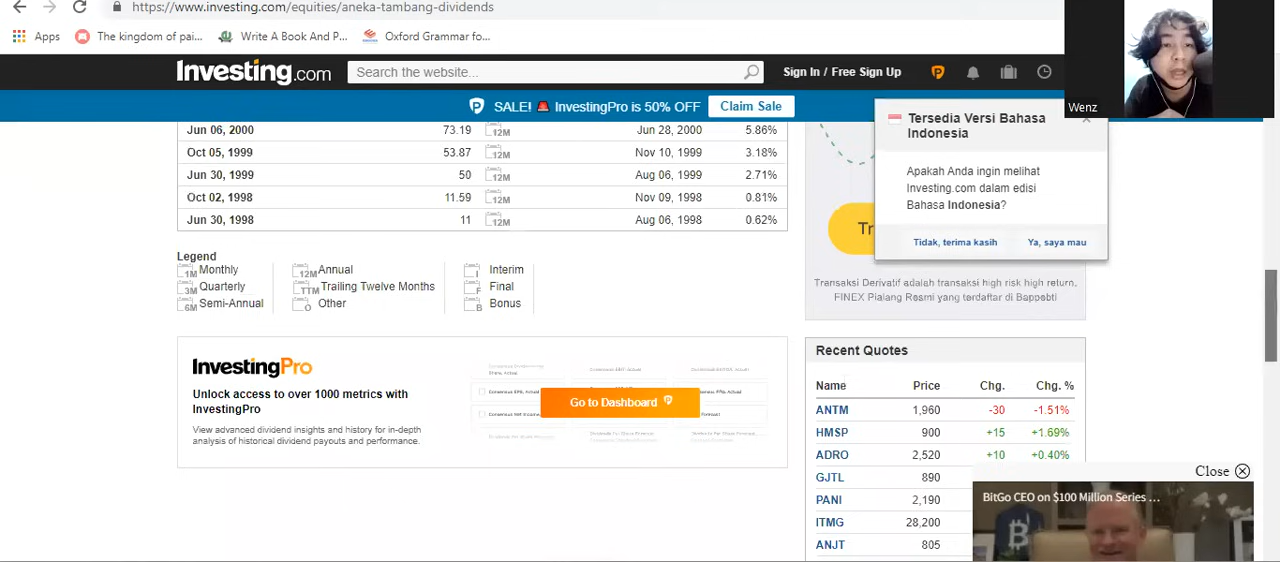 https://www.investing.com/equities/aneka-tambang-dividends
Apps
The kingdom of pai...
Write A Book And P...
Oxford Grammar fo...
Investing.com
Search the website...
Sign In / Free Sign Up
Wenz
SALE! InvestingPro is 50% OFF
Claim Sale
Jun 06, 2000 73.19 12M Jun 28, 2000 5.86%
Oct 05, 1999 53.87 12M Nov 10, 1999 3.18%
Jun 30, 1999 50 12M Aug 06, 1999 2.71%
Oct 02, 1998 11.59 12M Nov 09, 1998 0.81%
Jun 30, 1998 11 12M Aug 06, 1998 0.62%
Legend
1M Monthly
3M Quarterly
6M Semi-Annual
12M Annual
TTM Trailing Twelve Months
O Other
I Interim
F Final
B Bonus
Tersedia Versi Bahasa
Indonesia
Apakah Anda ingin melihat
Investing.com dalam edisi
Bahasa Indonesia?
Tidak, terima kasih
Ya, saya mau
Transaksi Derivatif adalah transaksi high risk high return,
FINEX Pialang Resmi yang terdaftar di Bappebti
InvestingPro
Unlock access to over 1000 metrics with
InvestingPro
View advanced dividend insights and history for in-depth
analysis of historical dividend payouts and performance.
Go to Dashboard
Recent Quotes
Name Price Chg. Chg. %
ANTM 1,960 -30 -1.51%
HMSP 900 +15 +1.69%
ADRO 2,520 +10 +0.40%
GJTL 890
PANI 2,190
ITMG 28,200
ANJT 805
Close
BitGo CEO on $100 Million Series ...